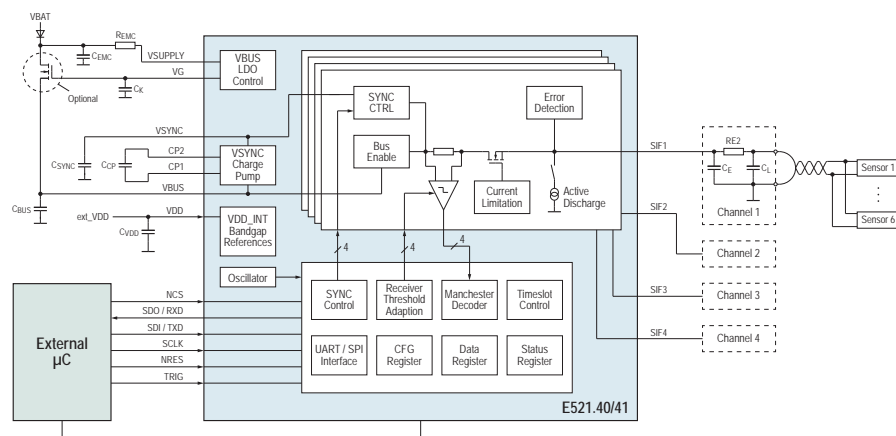 VBAT
REMC
CEMC
VSUPPLY
VG
Optional
CK
VBUS
LDO
Control
VSYNC
CSYNC
CCP
CP2
CP1
VSYNC
Charge
Pump
VBUS
CBUS
ext_VDD
VDD
CVDD
VDD_INT
Bandgap
References
Oscillator
SYNC
CTRL
Bus
Enable
Current
Limitation
Error
Detection
Active
Discharge
4
4
4
SYNC
Control
Receiver
Threshold
Adaption
Manchester
Decoder
Timeslot
Control
UART / SPI
Interface
CFG
Register
Data
Register
Status
Register
E521.40/41
External
µC
NCS
SDO / RXD
SDI / TXD
SCLK
NRES
TRIG
SIF1
RE2
CE
CL
Channel 1
Sensor 1
Sensor 6
SIF2
Channel 2
SIF3
Channel 3
SIF4
Channel 4